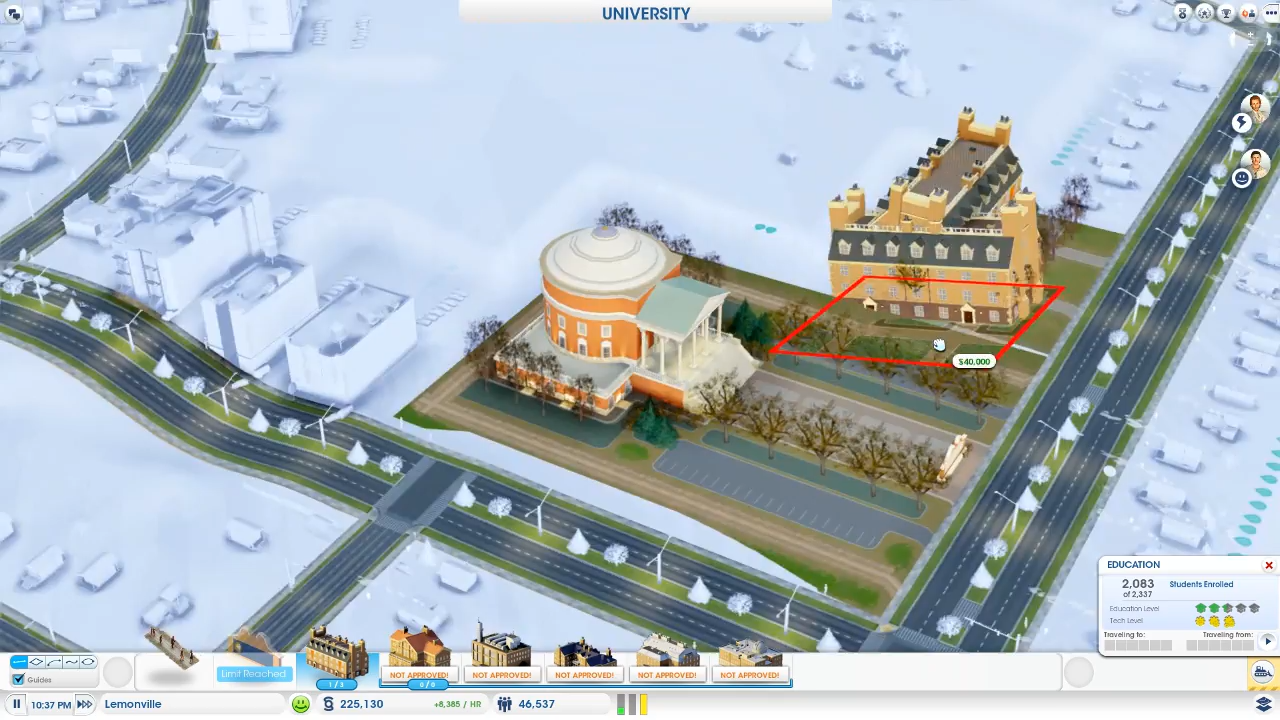 UNIVERSITY
$40,000
EDUCATION
2,083 Students Enrolled
of 2,337
Education Level
Tech Level
Traveling to: Traveling from:
Guides
Limit Reached
1 / 3
NOT APPROVED!
0 / 0
NOT APPROVED!
NOT APPROVED!
NOT APPROVED!
NOT APPROVED!
10:37 PM Lemonville 225,130 +8,385 / HR 46,537